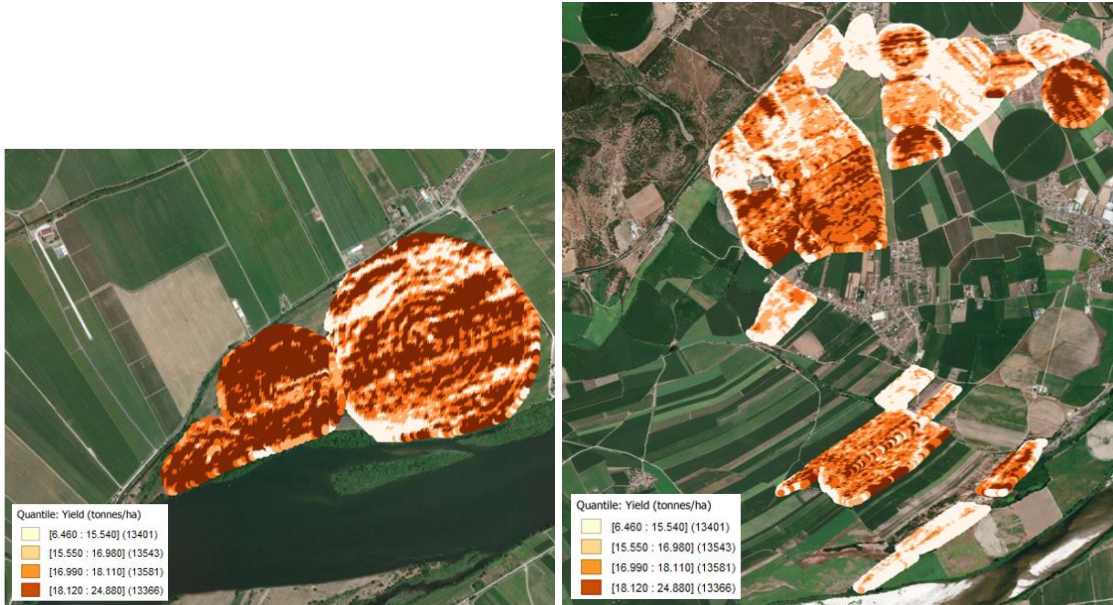 Quantile: Yield (tonnes/ha)
[6.460 : 15.540] (13401)
[15.550 : 16.980] (13543)
[16.990 : 18.110] (13581)
[18.120 : 24.880] (13366)
Quantile: Yield (tonnes/ha)
[6.460 : 15.540] (13401)
[15.550 : 16.980] (13543)
[16.990 : 18.110] (13581)
[18.120 : 24.880] (13366)